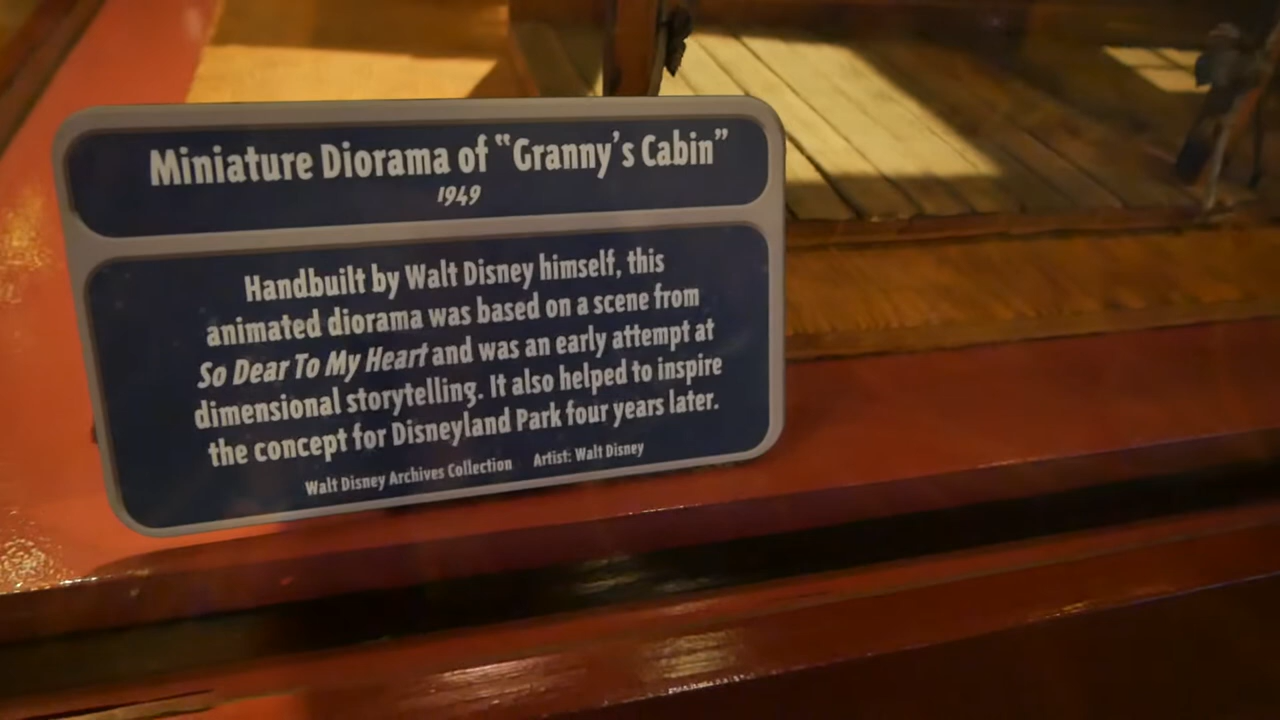 Miniature Diorama of "Granny's Cabin"
1949
Handbuilt by Walt Disney himself, this
animated diorama was based on a scene from
So Dear To My Heart and was an early attempt at
dimensional storytelling. It also helped to inspire
the concept for Disneyland Park four years later.
Walt Disney Archives Collection Artist: Walt Disney